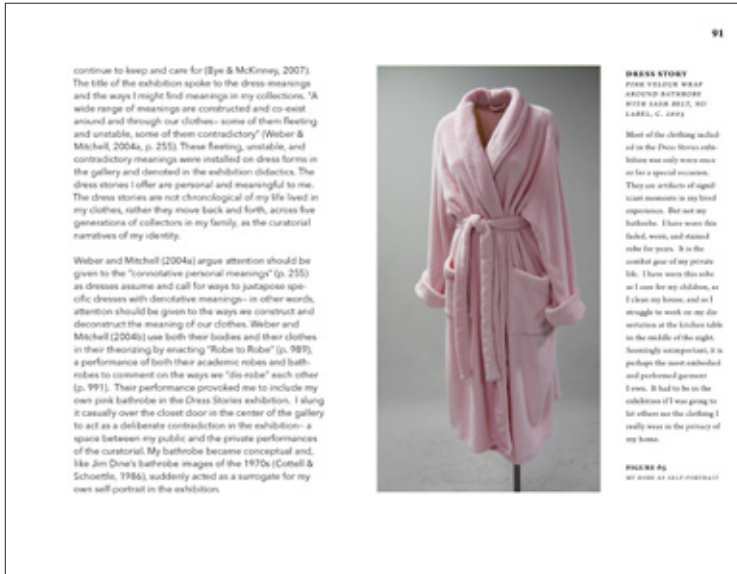 91
continue to keep and care for (Bye & McKinney, 2007).
The title of the exhibition spoke to the dress meanings
and the ways I might find meanings in my collections. "A
wide range of meanings are constructed and co-exist
around and through our clothes– some of them fleeting
and unstable, some of them contradictory" (Weber &
Mitchell, 2004a, p. 255). These fleeting, unstable, and
contradictory meanings were installed on dress forms in
the gallery and denoted in the exhibition didactics. The
dress stories I offer are personal and meaningful to me.
The dress stories are not chronological of my life lived in
my clothes, rather they move back and forth, across five
generations of collectors in my family, as the curatorial
narratives of my identity.
Weber and Mitchell (2004a) argue attention should be
given to the "connotative personal meanings" (p. 255)
as dresses assume and call for ways to juxtapose spe-
cific dresses with denotative meanings– in other words,
attention should be given to the ways we construct and
deconstruct the meaning of our clothes. Weber and
Mitchell (2004b) use both their bodies and their clothes
in their theorizing by enacting "Robe to Robe" (p. 989),
a performance of both their academic robes and bath-
robes to comment on the ways we "dis-robe" each other
(p. 991).  Their performance provoked me to include my
own pink bathrobe in the Dress Stories exhibition.  I slung
it casually over the closet door in the center of the gallery
to act as a deliberate contradiction in the exhibition– a
space between my public and the private performances
of the curatorial. My bathrobe became conceptual and,
like Jim Dine's bathrobe images of the 1970s (Cottell &
Schoettle, 1986), suddenly acted as a surrogate for my
own self-portrait in the exhibition.
DRESS STORY
PINK VELOUR WRAP
AROUND BATHROBE
WITH SASH BELT, NO
LABEL, C. 2005
Most of the clothing includ-
ed in the Dress Stories exhi-
bition was only worn once
or for a special occasion.
They are artifacts of signif-
icant moments in my lived
experience.  But not my
bathrobe.  I have worn this
faded, worn, and stained
robe for years.  It is the
combat gear of my private
life.  I have worn this robe
as I care for my children, as
I clean my house, and as I
struggle to work on my dis-
sertation at the kitchen table
in the middle of the night.
Seemingly unimportant, it is
perhaps the most embodied
and performed garment
I own.  It had to be in the
exhibition if I was going to
let others see the clothing I
really wear in the privacy of
my home.
FIGURE 65
MY ROBE AS SELF-PORTRAIT